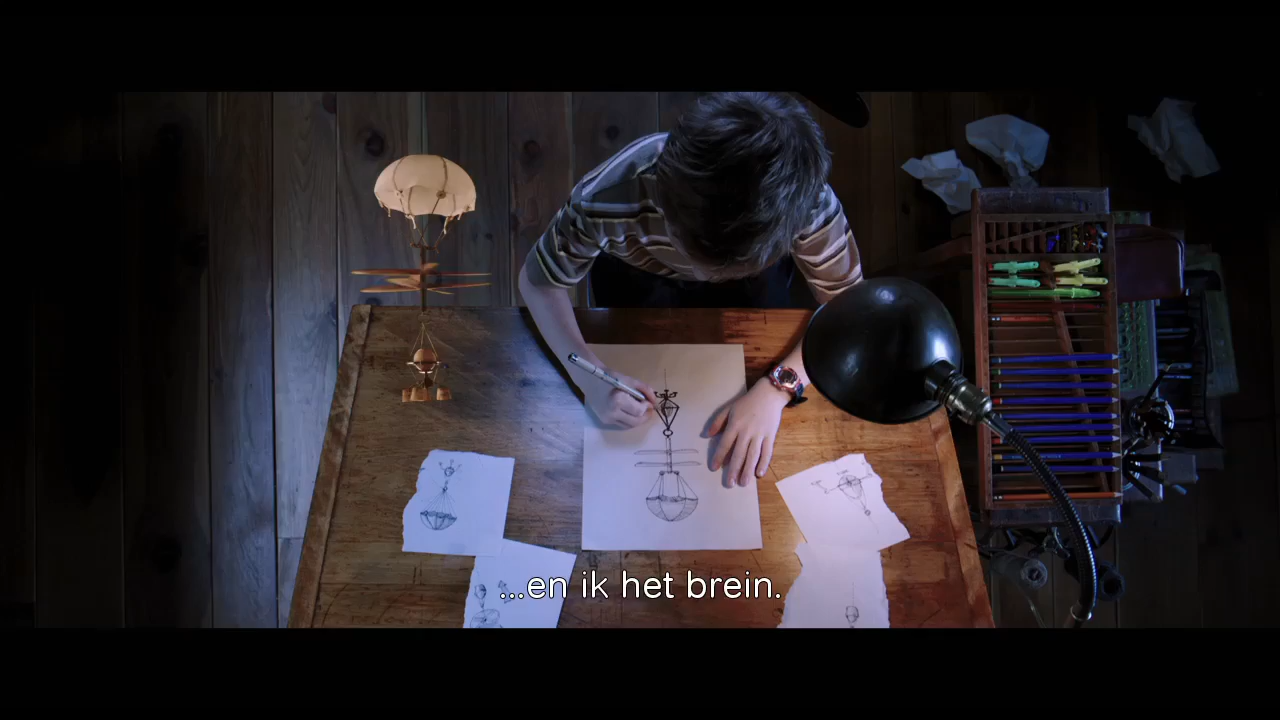 ...en ik het brein.